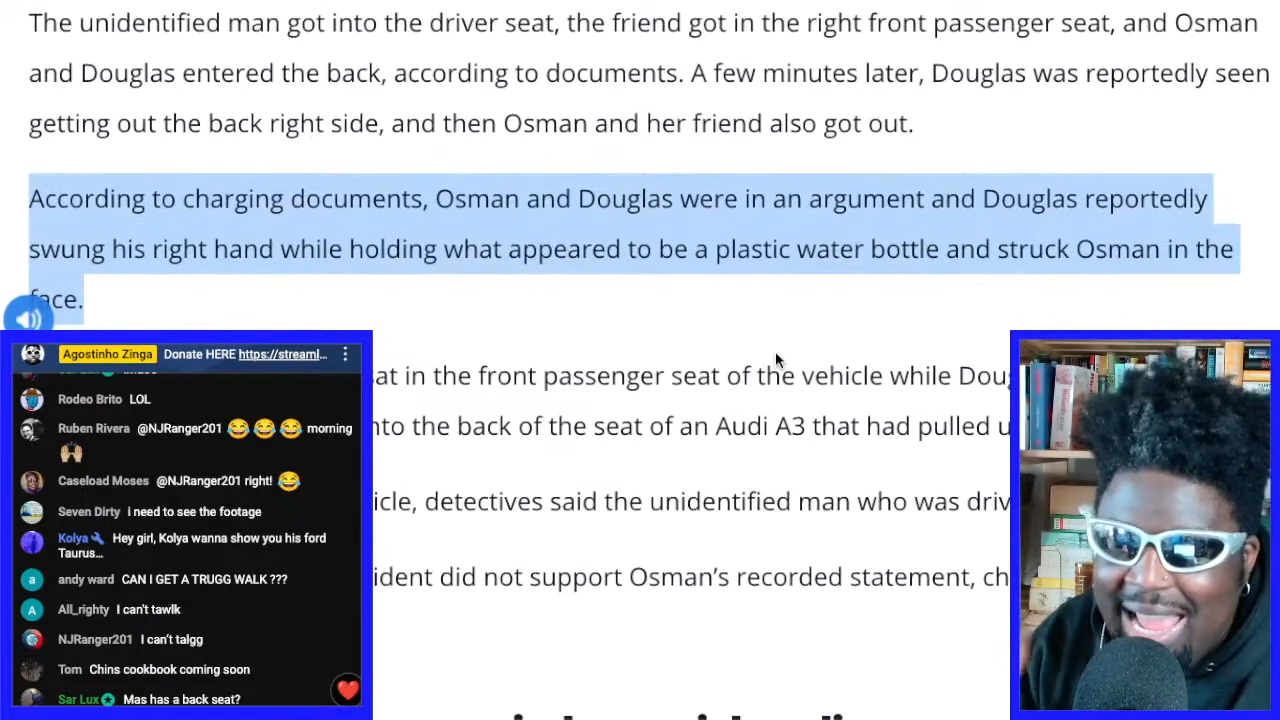 The unidentified man got into the driver seat, the friend got in the right front passenger seat, and Osman
and Douglas entered the back, according to documents. A few minutes later, Douglas was reportedly seen
getting out the back right side, and then Osman and her friend also got out.
According to charging documents, Osman and Douglas were in an argument and Douglas reportedly
swung his right hand while holding what appeared to be a plastic water bottle and struck Osman in the
face.
sat in the front passenger seat of the vehicle while Doug
nto the back of the seat of an Audi A3 that had pulled u
icle, detectives said the unidentified man who was driv
ident did not support Osman's recorded statement, ch
Agostinho Zinga Donate HERE https://streaml...
Rodeo Brito LOL
Ruben Rivera @NJRanger201 😂😂😂 morning
🙌🏽
Caseload Moses @NJRanger201 right! 😂
Seven Dirty i need to see the footage
Kolya🔧 Hey girl, Kolya wanna show you his ford
Taurus...
andy ward CAN I GET A TRUGG WALK ???
All_righty I can't tawlk
NJRanger201 I can't talgg
Tom Chins cookbook coming soon
Sar Lux Mas has a back seat?